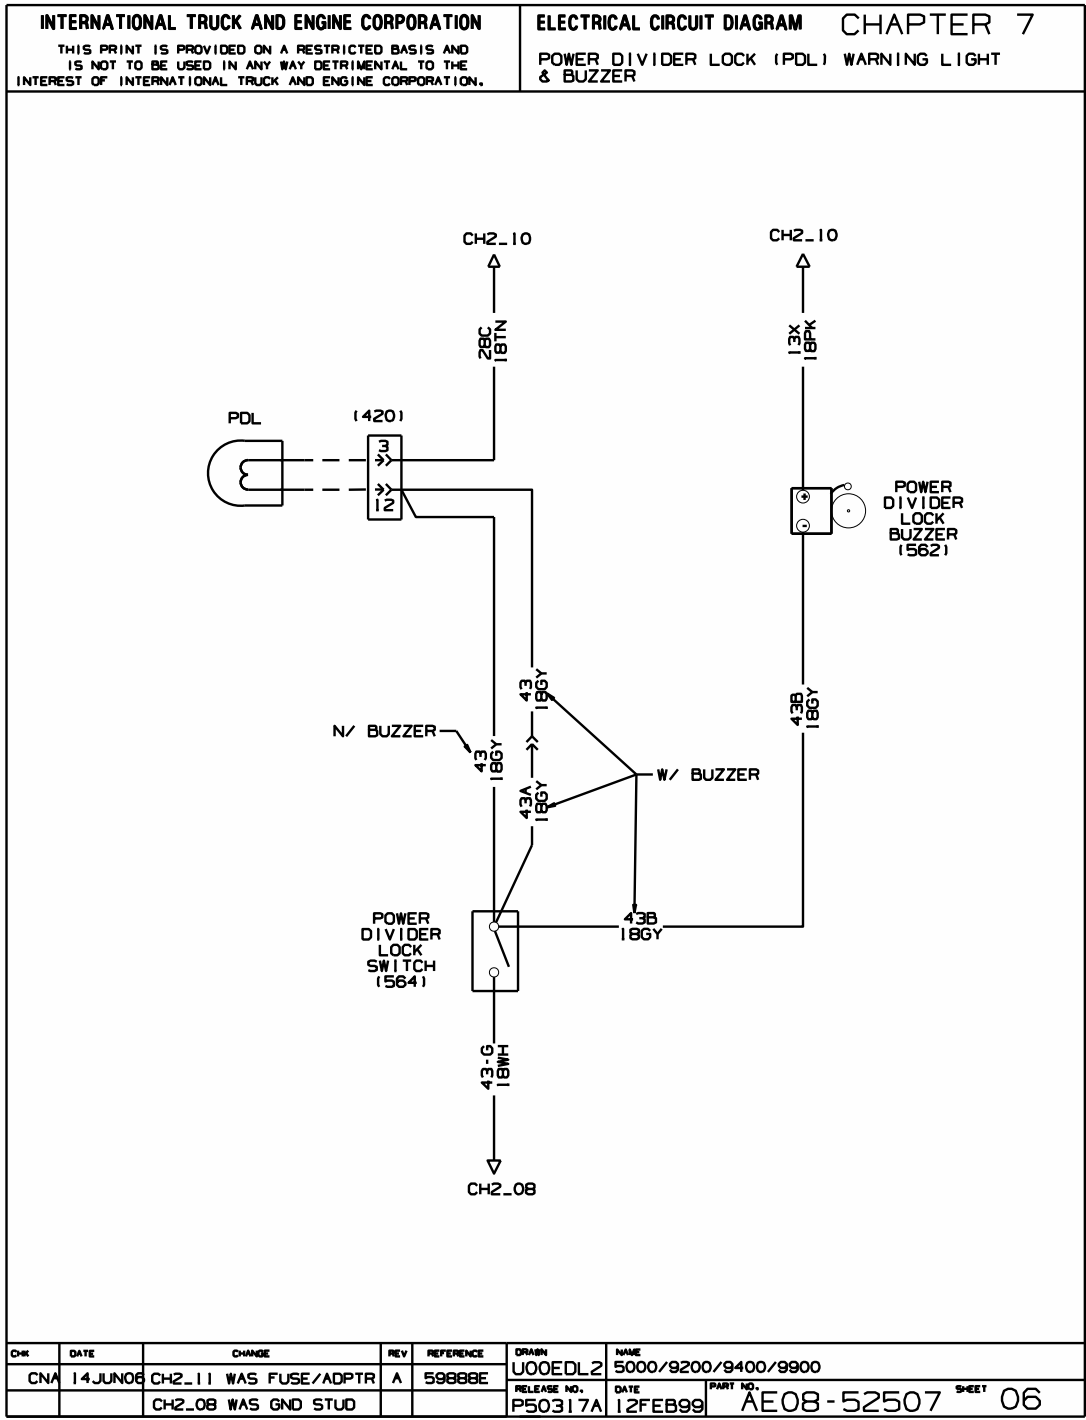 INTERNATIONAL TRUCK AND ENGINE CORPORATION
THIS PRINT IS PROVIDED ON A RESTRICTED BASIS AND
IS NOT TO BE USED IN ANY WAY DETRIMENTAL TO THE
INTEREST OF INTERNATIONAL TRUCK AND ENGINE CORPORATION.
ELECTRICAL CIRCUIT DIAGRAM CHAPTER 7
POWER DIVIDER LOCK (PDL) WARNING LIGHT
& BUZZER
CH2_10
CH2_10
28C
18TN
13X
18PK
PDL
(420)
3
12
+
-
POWER
DIVIDER
LOCK
BUZZER
(562)
43
18GY
43B
18GY
N/ BUZZER
43
18GY
W/ BUZZER
43A
18GY
43B
18GY
POWER
DIVIDER
LOCK
SWITCH
(564)
43-G
18WH
CH2_08
CHK DATE CHANGE REV REFERENCE
CNA 14JUN06 CH2_11 WAS FUSE/ADPTR A 59888E
CH2_08 WAS GND STUD
DRAWN
U00EDL2
NAME
5000/9200/9400/9900
RELEASE NO.
P50317A
DATE
12FEB99
PART NO.
AE08-52507
SHEET
06